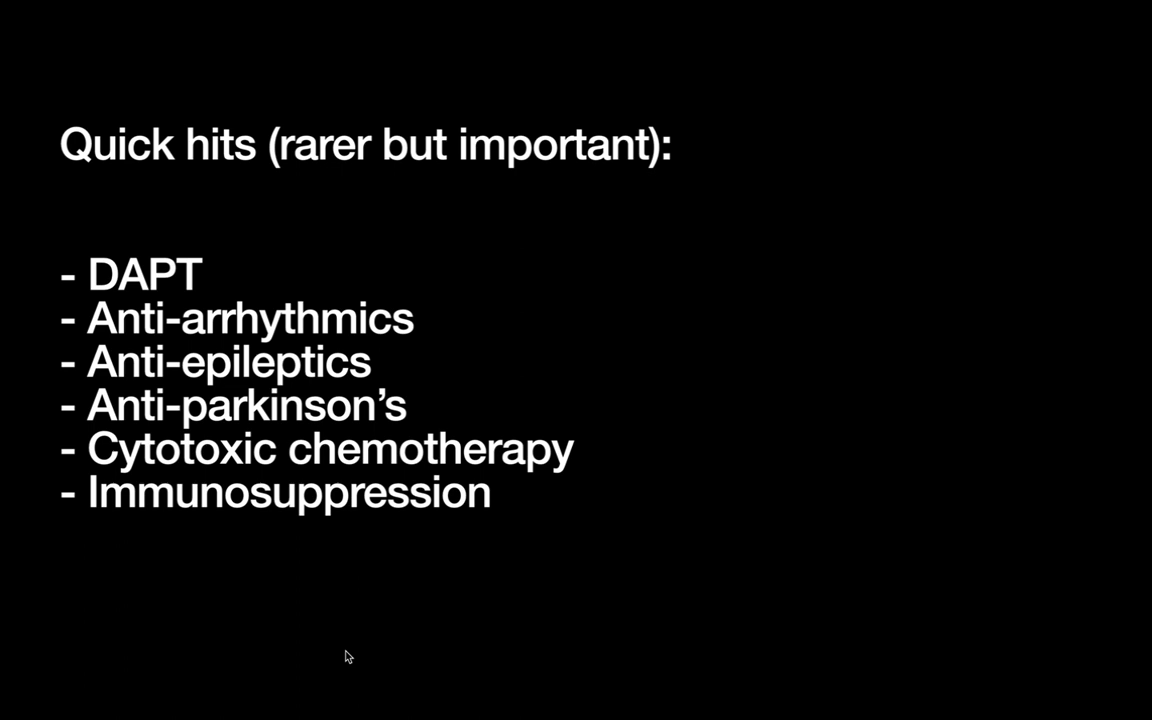 Quick hits (rarer but important):
- DAPT
- Anti-arrhythmics
- Anti-epileptics
- Anti-parkinson’s
- Cytotoxic chemotherapy
- Immunosuppression